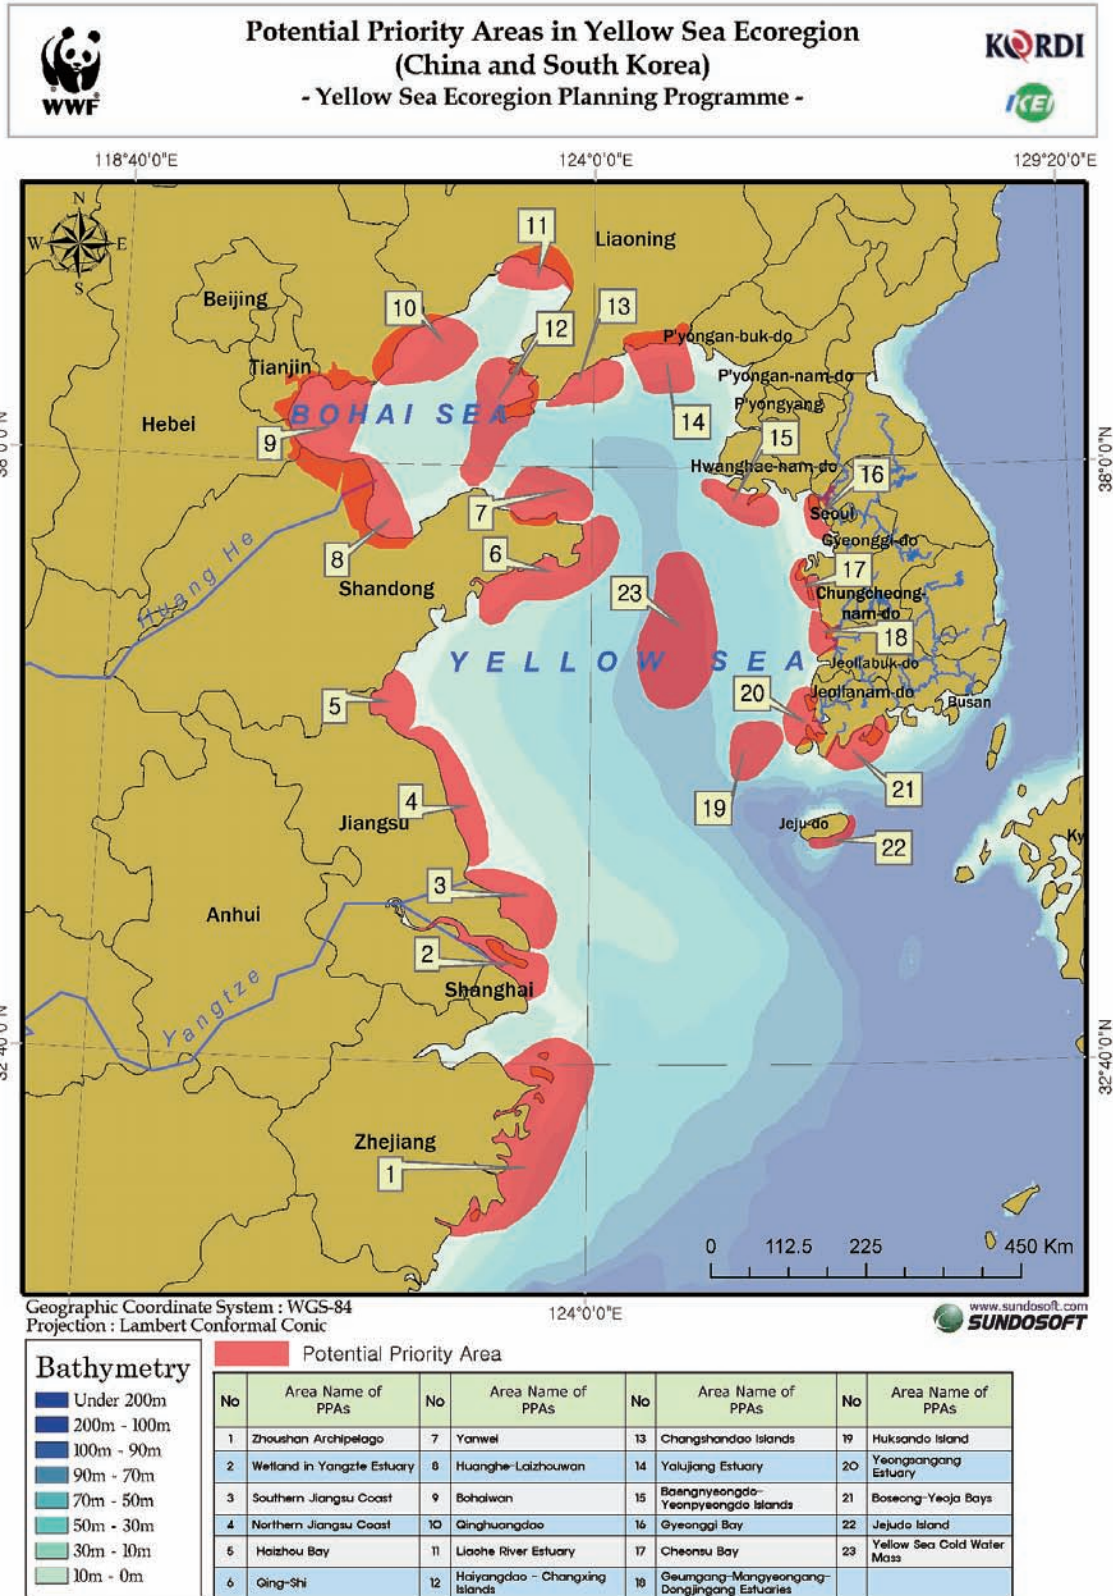 Potential Priority Areas in Yellow Sea Ecoregion
(China and South Korea)
- Yellow Sea Ecoregion Planning Programme -
WWF
KORDI
KEI
118°40'0"E
124°0'0"E
129°20'0"E
N
W
E
S
11
Liaoning
Beijing
10
13
12
P'yongan-buk-do
Tianjin
P'yongan-nam-do
BOHAI SEA
P'yongyang
14
Hebei
9
15
38°0'0"N
Hwanghae-nam-do
16
7
Seoul
Gyeonggi-do
8
6
17
Huang He
Shandong
23
Chungcheong-
nam-do
18
YELLOW SEA
Jeollabuk-do
20
Jeollanam-do
Busan
5
21
4
19
Jiangsu
Jeju-do
Ky
22
3
Anhui
2
Shanghai
Yangtze
32°40'0"N
Zhejiang
1
0 112.5 225 450 Km
124°0'0"E
Geographic Coordinate System : WGS-84
Projection : Lambert Conformal Conic
www.sundosoft.com
SUNDOSOFT
Potential Priority Area
Bathymetry
Under 200m
200m - 100m
100m - 90m
90m - 70m
70m - 50m
50m - 30m
30m - 10m
10m - 0m
No Area Name of PPAs No Area Name of PPAs No Area Name of PPAs No Area Name of PPAs
1 Zhoushan Archipelago 7 Yanwei 13 Changshandao Islands 19 Huksando Island
2 Wetland in Yangzte Estuary 8 Huanghe-Laizhouwan 14 Yalujiang Estuary 20 Yeongsangang Estuary
3 Southern Jiangsu Coast 9 Bohaiwan 15 Baengnyeongdo-Yeonpyeongdo Islands 21 Boseong-Yeoja Bays
4 Northern Jiangsu Coast 10 Qinghuangdao 16 Gyeonggi Bay 22 Jejudo Island
5 Haizhou Bay 11 Liaohe River Estuary 17 Cheonsu Bay 23 Yellow Sea Cold Water Mass
6 Qing-Shi 12 Haiyangdao - Changxing Islands 18 Geumgang-Mangyeongang-Dongjingang Estuaries